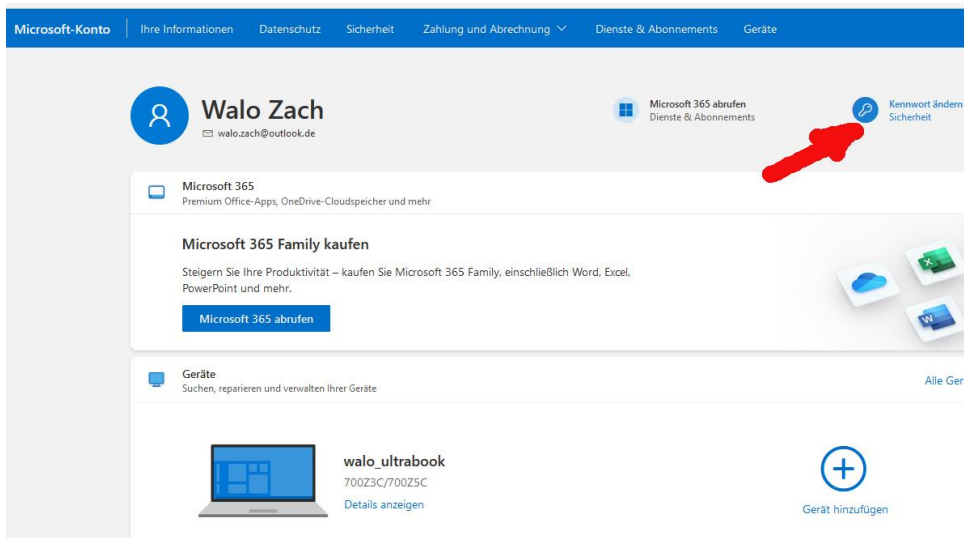 Microsoft-Konto Ihre Informationen Datenschutz Sicherheit Zahlung und Abrechnung Dienste & Abonnements Geräte
Walo Zach
walo.zach@outlook.de
Microsoft 365 abrufen
Dienste & Abonnements
Kennwort ändern
Sicherheit
Microsoft 365
Premium Office-Apps, OneDrive-Cloudspeicher und mehr
Microsoft 365 Family kaufen
Steigern Sie Ihre Produktivität – kaufen Sie Microsoft 365 Family, einschließlich Word, Excel,
PowerPoint und mehr.
Microsoft 365 abrufen
Geräte
Suchen, reparieren und verwalten Ihrer Geräte
Alle Ger
walo_ultrabook
700Z3C/700Z5C
Details anzeigen
Gerät hinzufügen